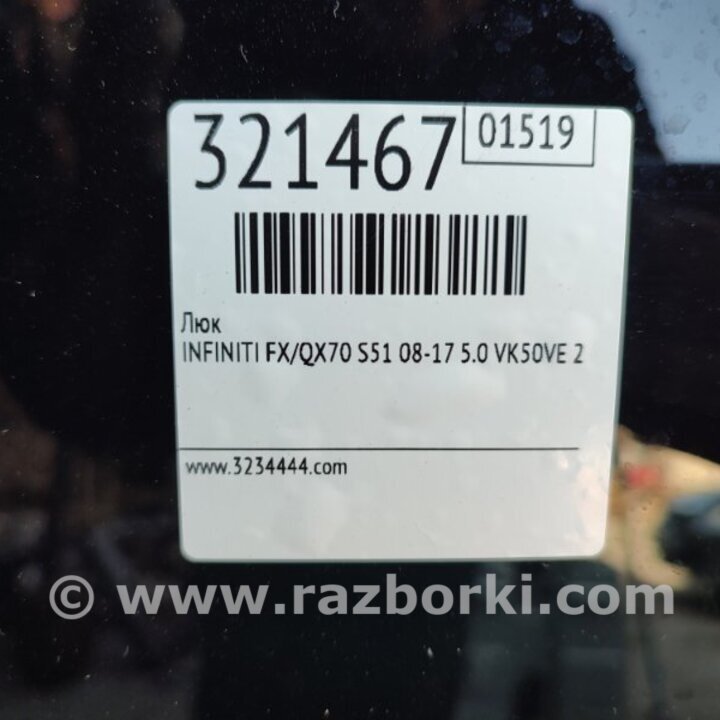 321467
01519
Люк
INFINITI FX/QX70 S51 08-17 5.0 VK50VE 2
www.3234444.com
© www.razborki.com